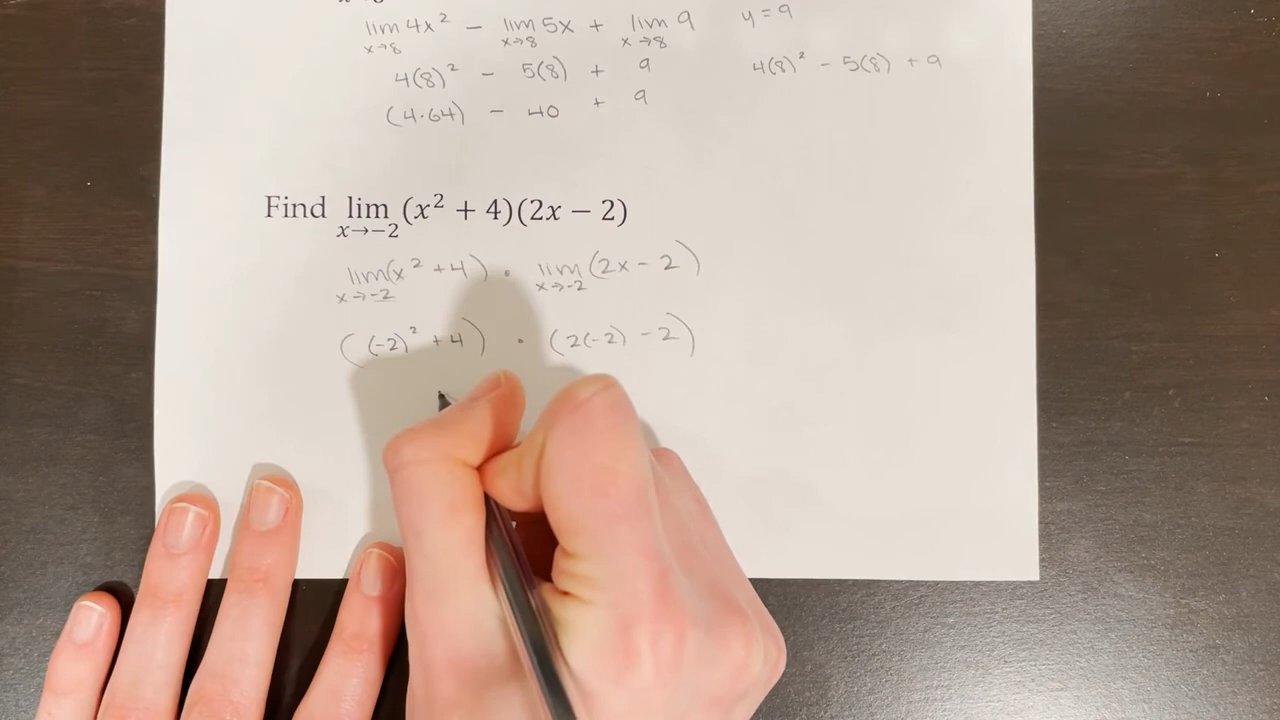 lim 4x² − lim 5x + lim 9 y = 9
x→8 x→8 x→8
4(8)² − 5(8) + 9 4(8)² − 5(8) + 9
(4·64) − 40 + 9
Find lim (x² + 4)(2x − 2)
x→−2
lim(x² + 4) · lim (2x − 2)
x→−2 x→−2
((-2)² + 4) · (2(-2) − 2)